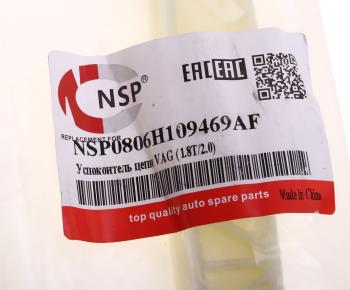 NSP®
EAC EAC
REPLACEMENT FOR
NSP0806H109469AF
Успокоитель цепи VAG (1.8T/2.0)
top quality auto spare parts
Made in China